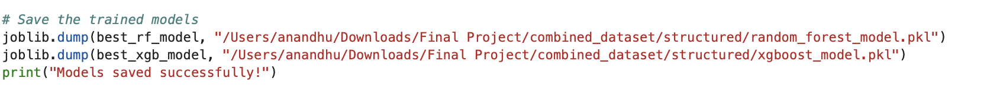 # Save the trained models
joblib.dump(best_rf_model, "/Users/anandhu/Downloads/Final Project/combined_dataset/structured/random_forest_model.pkl")
joblib.dump(best_xgb_model, "/Users/anandhu/Downloads/Final Project/combined_dataset/structured/xgboost_model.pkl")
print("Models saved successfully!")